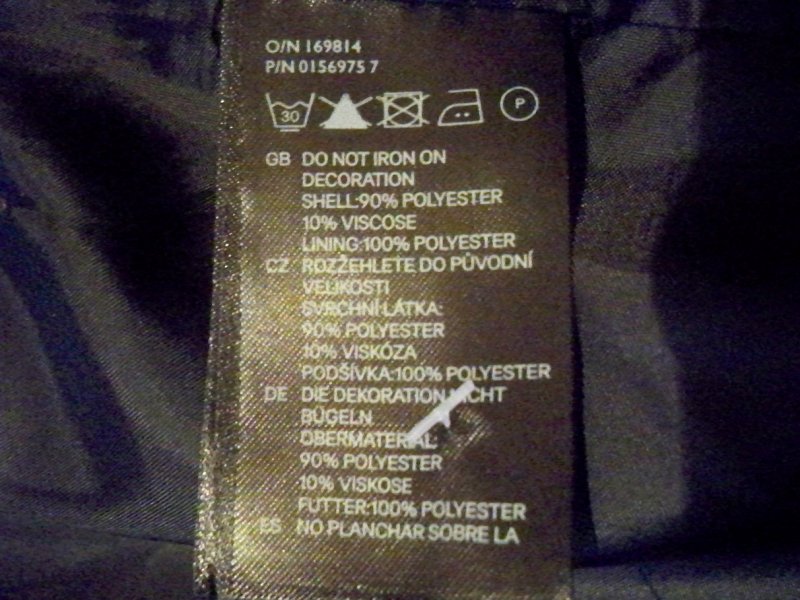 O/N 169814
P/N 0156975 7
30 P
GB DO NOT IRON ON
DECORATION
SHELL:90% POLYESTER
10% VISCOSE
LINING:100% POLYESTER
CZ ROZŽEHLETE DO PŮVODNÍ
VELIKOSTI
SVRCHNÍ LÁTKA:
90% POLYESTER
10% VISKÓZA
PODŠÍVKA:100% POLYESTER
DE DIE DEKORATION NICHT
BÜGELN
OBERMATERIAL:
90% POLYESTER
10% VISKOSE
FUTTER:100% POLYESTER
ES NO PLANCHAR SOBRE LA